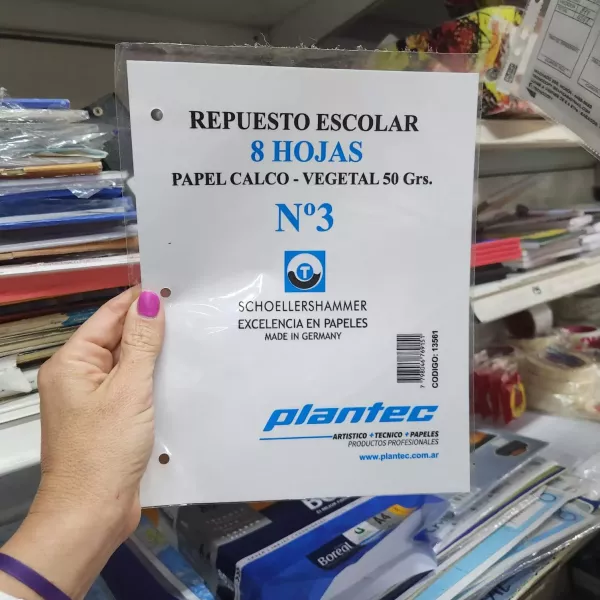 REPUESTO ESCOLAR
8 HOJAS
PAPEL CALCO - VEGETAL 50 Grs.
Nº3
T
SCHOELLERSHAMMER
EXCELENCIA EN PAPELES
MADE IN GERMANY
CODIGO: 13561
plantec
ARTISTICO + TECNICO + PAPELES
PRODUCTOS PROFESIONALES
www.plantec.com.ar
Boreal
A4